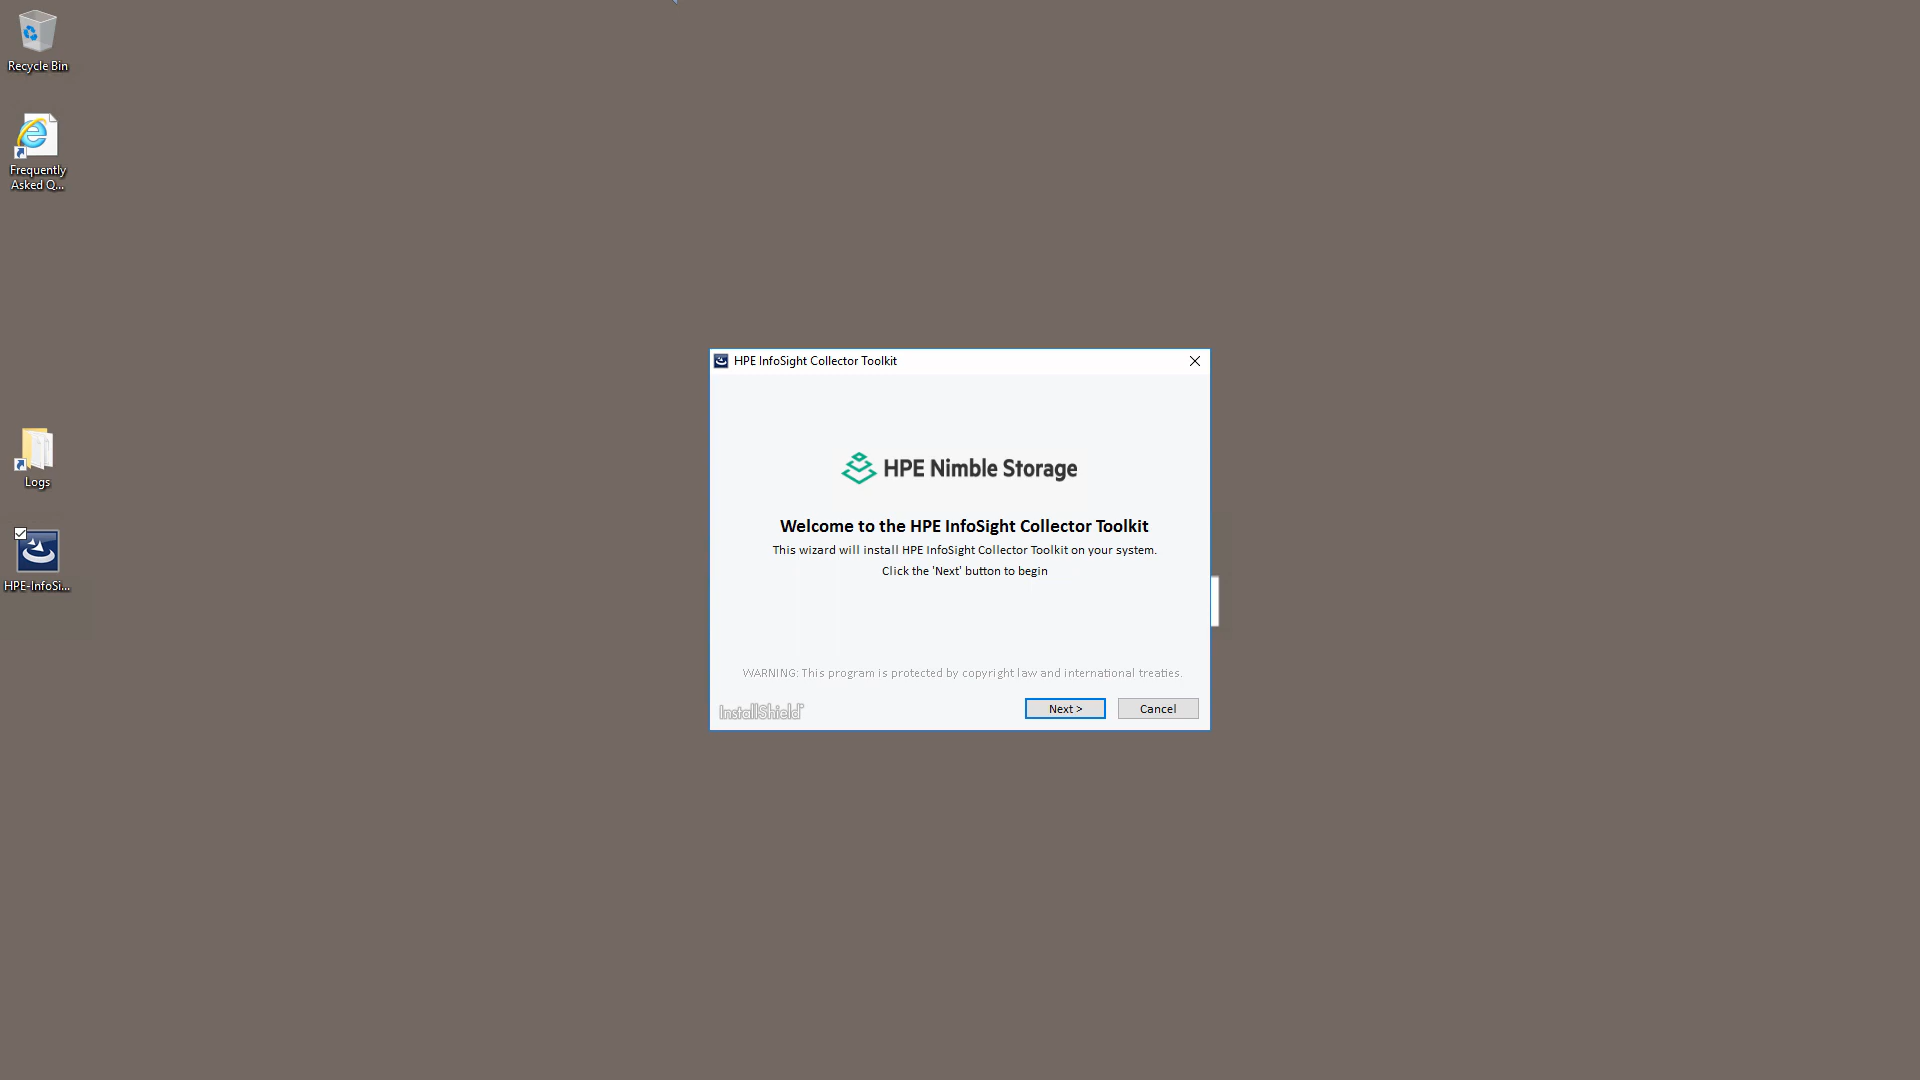 Recycle Bin
Frequently
Asked Q...
Logs
HPE-InfoSi...
HPE InfoSight Collector Toolkit
HPE Nimble Storage
Welcome to the HPE InfoSight Collector Toolkit
This wizard will install HPE InfoSight Collector Toolkit on your system.
Click the 'Next' button to begin
WARNING: This program is protected by copyright law and international treaties.
InstallShield™
Next >
Cancel